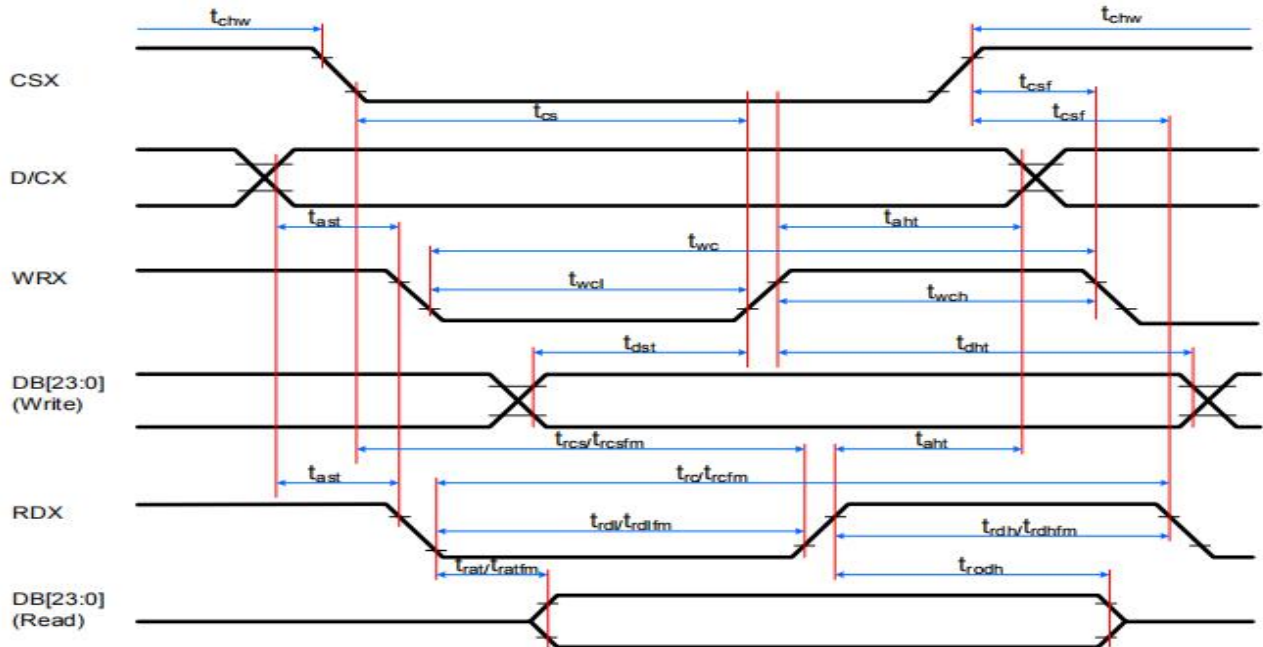 tchw
tchw
CSX
tcsf
tcs
tcsf
D/CX
tast
taht
twc
WRX
twcl
twch
tdst
tdht
DB[23:0]
(Write)
trcs/trcsfm
taht
tast
trc/trcfm
RDX
trdl/trdlfm
trdh/trdhfm
trat/tratfm
trodh
DB[23:0]
(Read)